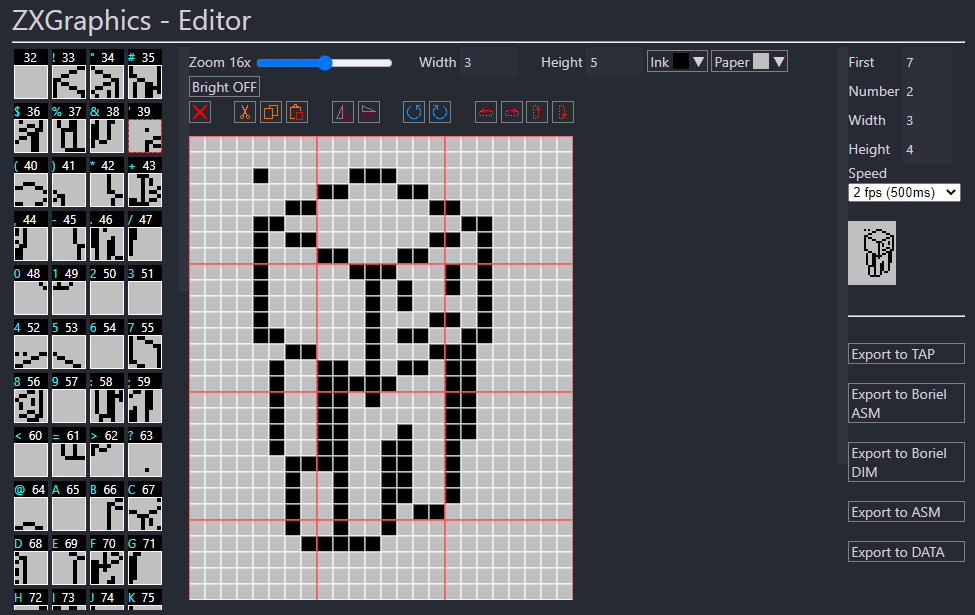 ZXGraphics - Editor
32 ! 33 " 34 # 35
$ 36 % 37 & 38 ' 39
( 40 ) 41 * 42 + 43
, 44 - 45 . 46 / 47
0 48 1 49 2 50 3 51
4 52 5 53 6 54 7 55
8 56 9 57 : 58 ; 59
< 60 = 61 > 62 ? 63
@ 64 A 65 B 66 C 67
D 68 E 69 F 70 G 71
H 72 I 73 J 74 K 75
Zoom 16x Width 3 Height 5 Ink ▼ Paper ▼
Bright OFF
First 7
Number 2
Width 3
Height 4
Speed
2 fps (500ms)
Export to TAP
Export to Boriel
ASM
Export to Boriel
DIM
Export to ASM
Export to DATA